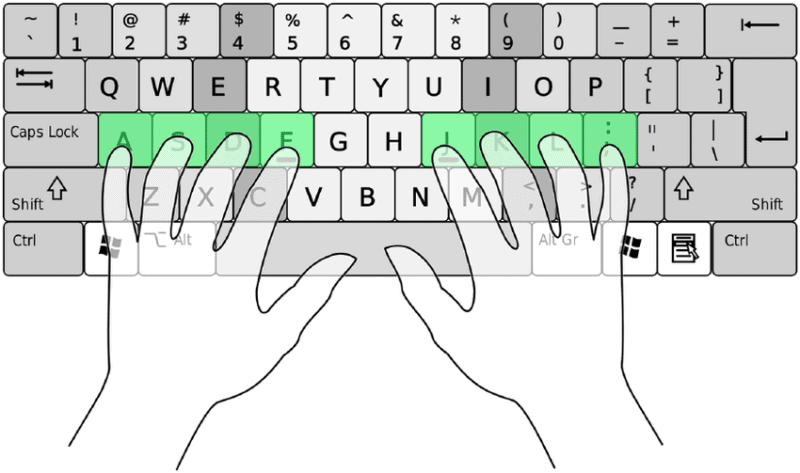 ~ ! @ # $ % ^ & * ( ) _ +
` 1 2 3 4 5 6 7 8 9 0 - =
Q W E R T Y U I O P { [ } ]
Caps Lock A S D F G H J K L : ; " ' | \
Shift Z X C V B N M < , > . ? / Shift
Ctrl Alt Alt Gr Ctrl